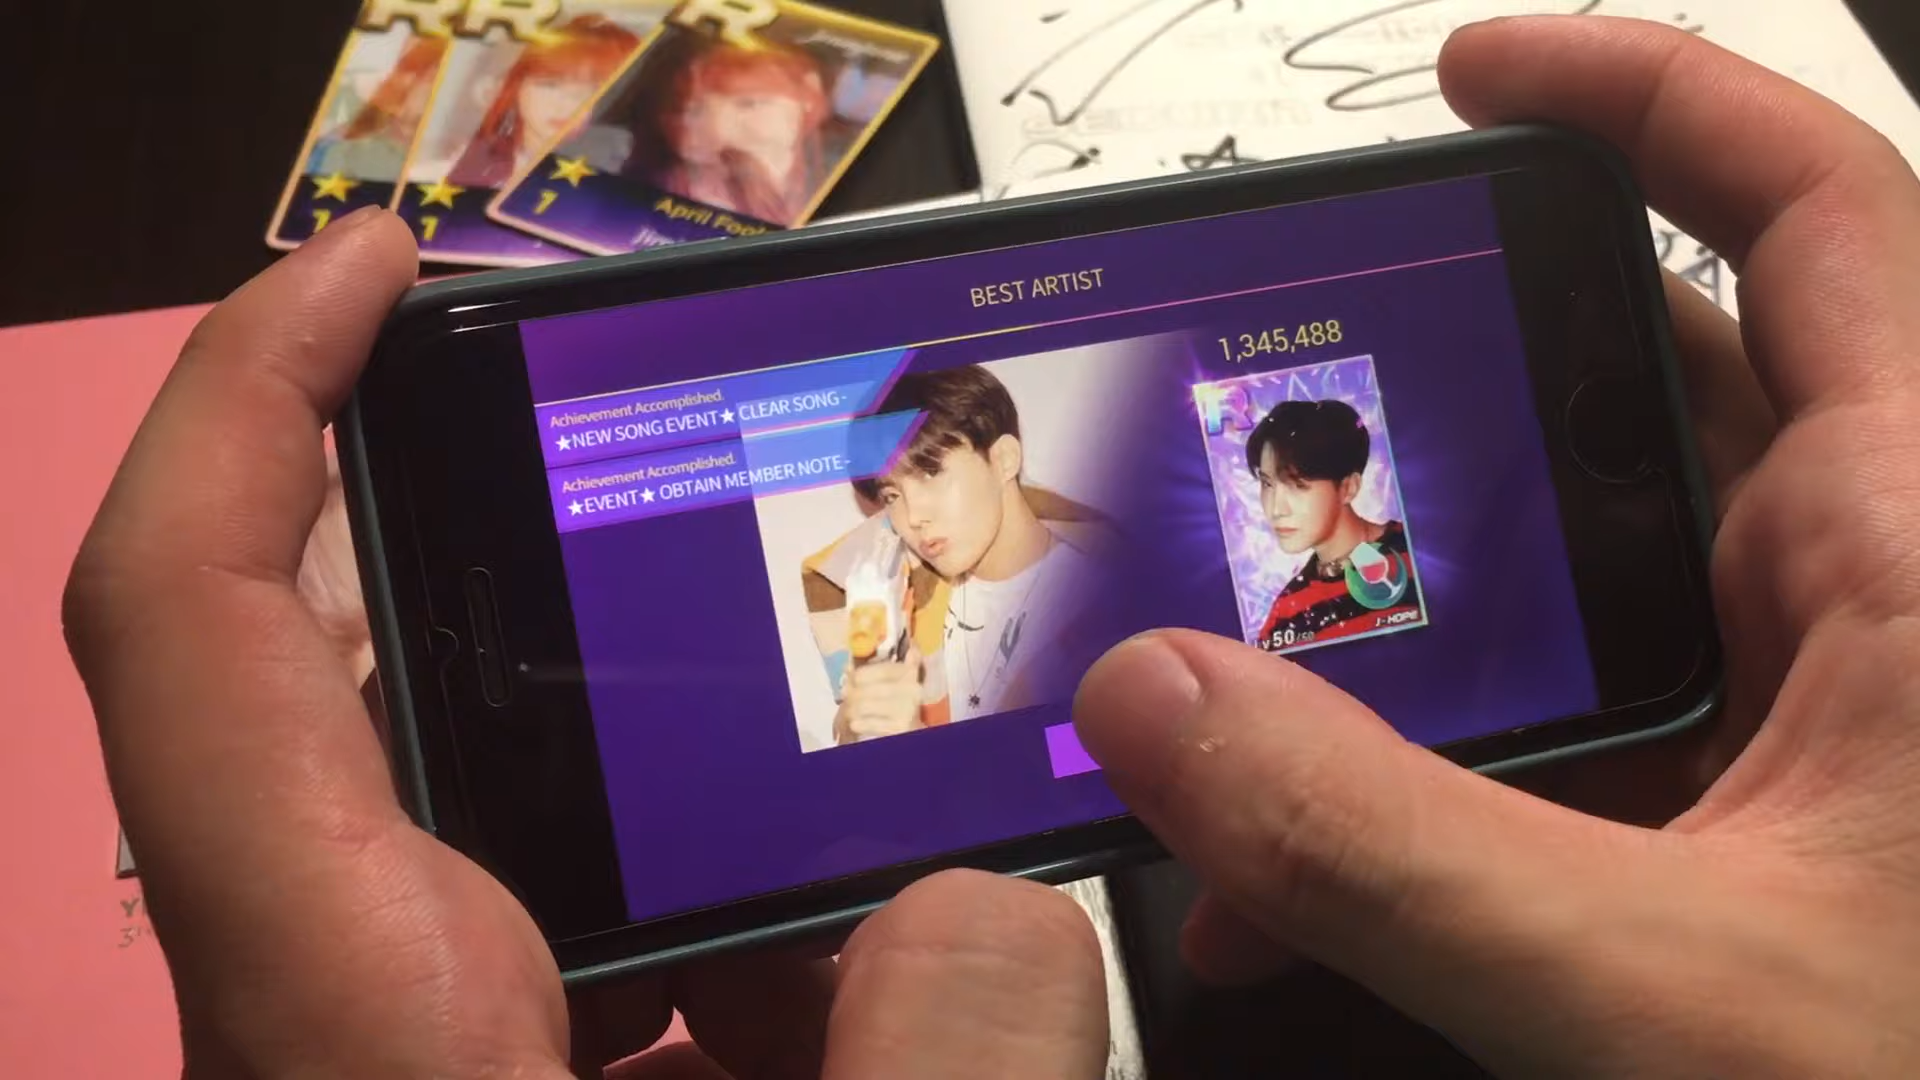 R
R
R
1
1
1
April Fool
BEST ARTIST
1,345,488
Achievement Accomplished.
★NEW SONG EVENT★ CLEAR SONG -
Achievement Accomplished.
★EVENT★ OBTAIN MEMBER NOTE -
R
J-HOPE
Lv 50/50